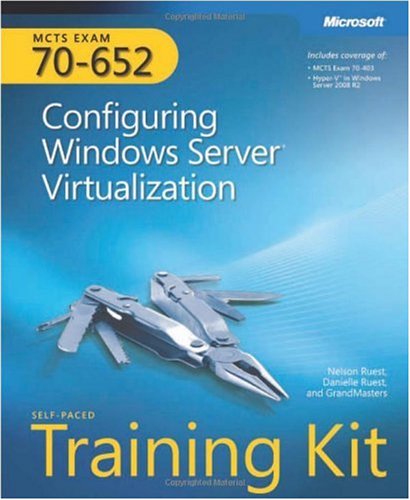 MCTS EXAM
70-652
Microsoft
Includes coverage of:
• MCTS Exam 70-403
• Hyper-V™ in Windows
Server 2008 R2
Configuring
Windows Server®
Virtualization
Nelson Ruest,
Danielle Ruest,
and GrandMasters
SELF-PACED
Training Kit